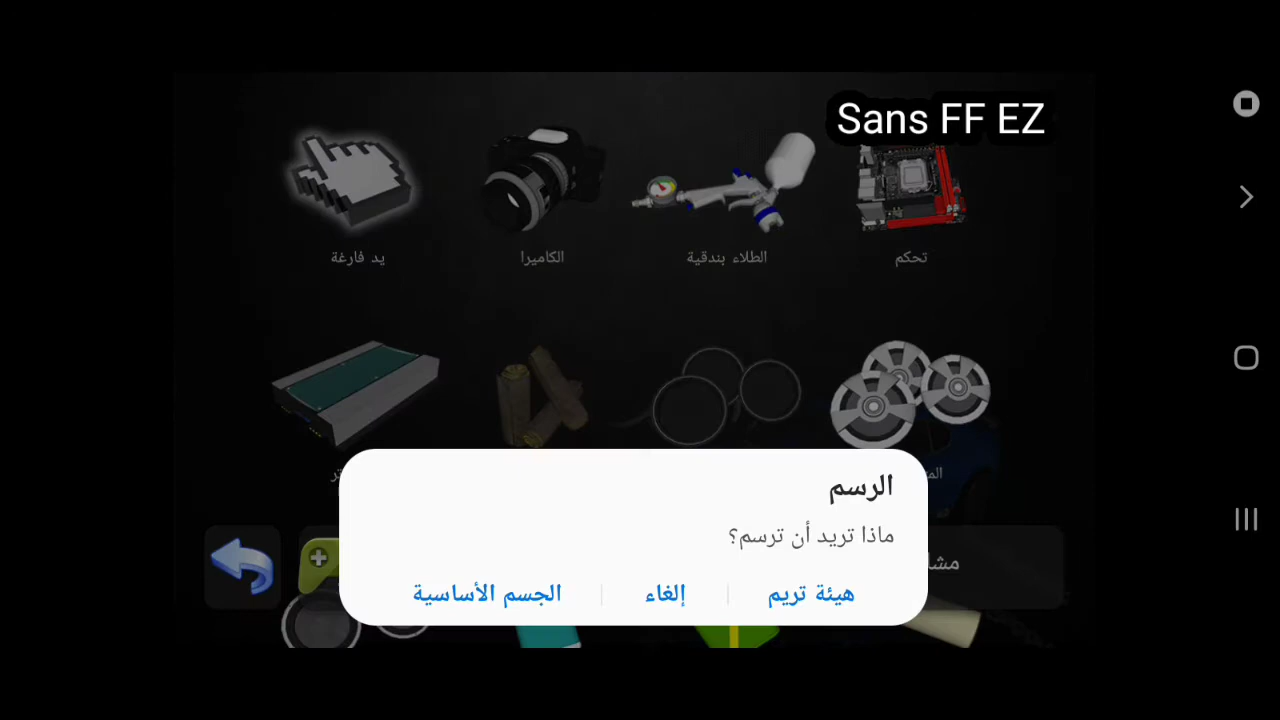 Sans FF EZ
يد فارغة
الكاميرا
الطلاء بندقية
تحكم
الرسم
ماذا تريد أن ترسم؟
هيئة تريم
إلغاء
الجسم الأساسية